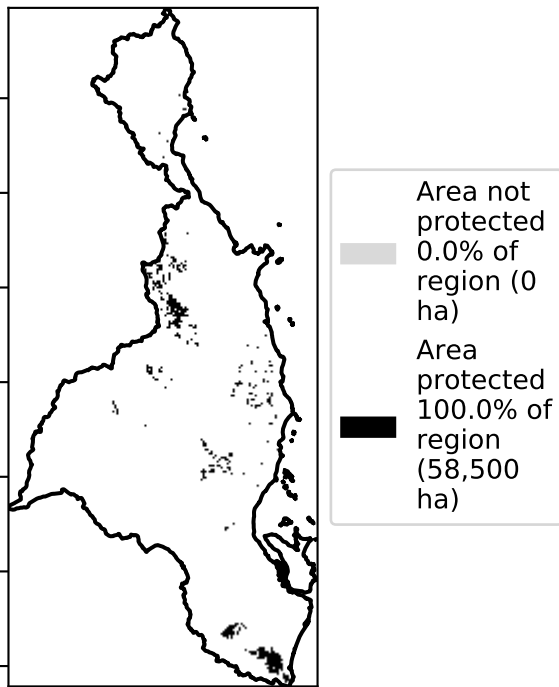 Area not
protected
0.0% of
region (0
ha)
Area
protected
100.0% of
region
(58,500
ha)